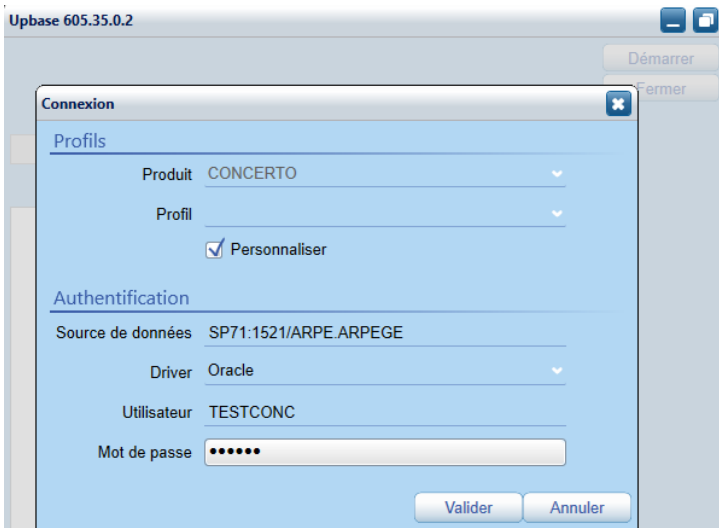 Upbase 605.35.0.2
Démarrer
Fermer
Connexion
Profils
Produit CONCERTO
Profil
Personnaliser
Authentification
Source de données SP71:1521/ARPE.ARPEGE
Driver Oracle
Utilisateur TESTCONC
Mot de passe ••••••
Valider Annuler